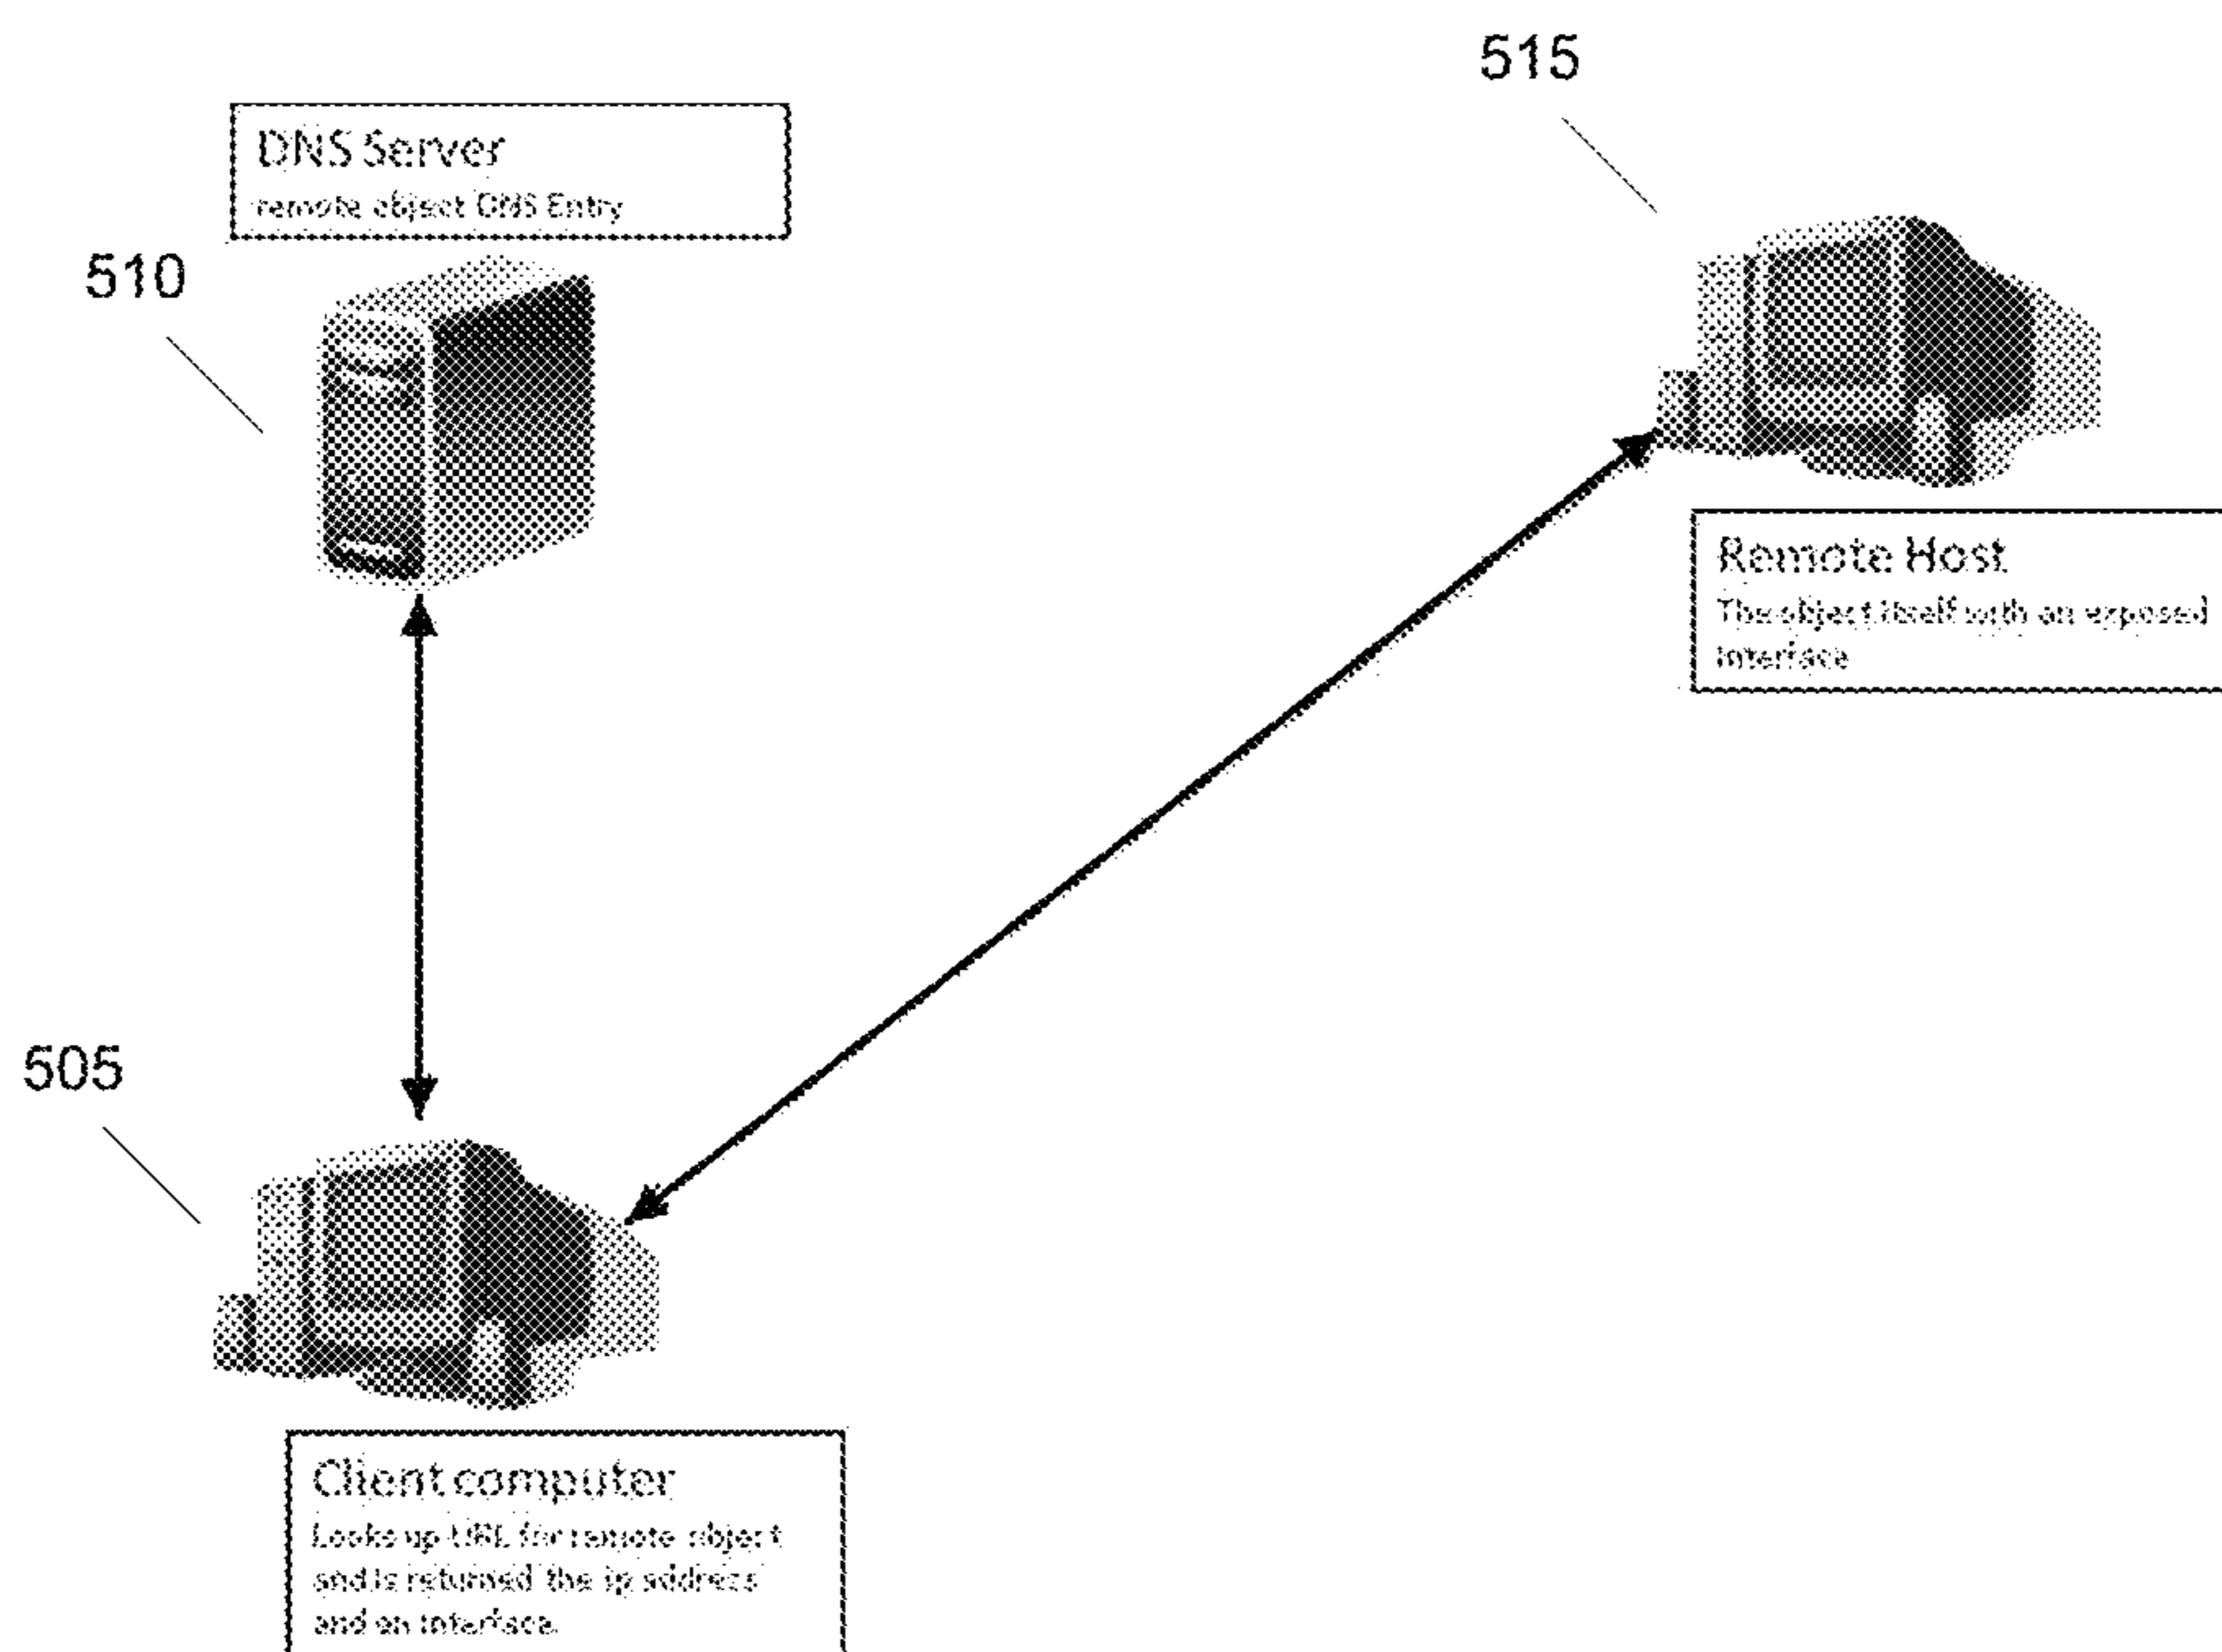 515
DNS Server
remote object DNS Entry
510
Remote Host
The object itself with an exposed
Interface
505
Client computer
Looks up URL for remote object
and is returned the ip address
and an interface.